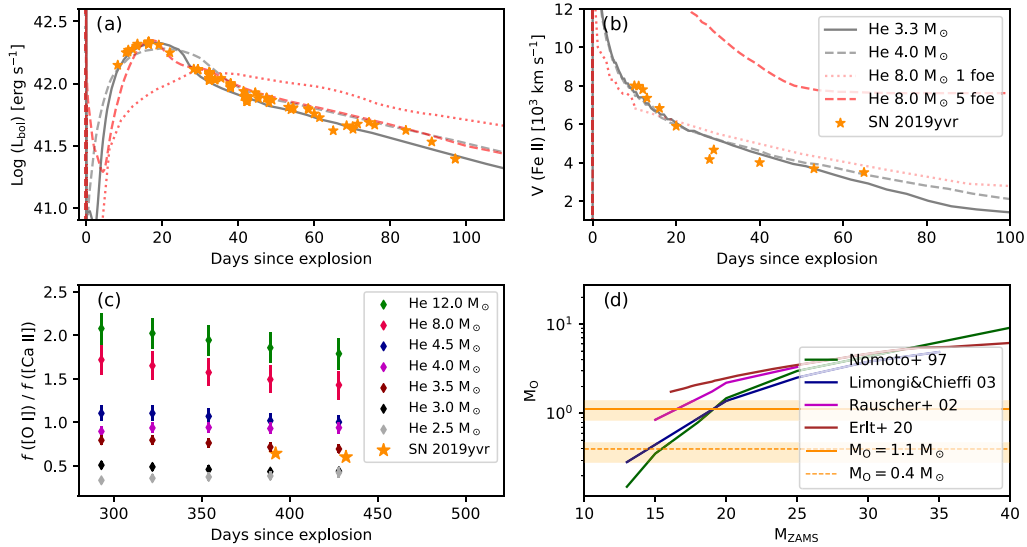 (a)
Log (L_bol) [erg s⁻¹]
42.5
42.0
41.5
41.0
0 20 40 60 80 100
Days since explosion
(b)
V (Fe II) [10³ km s⁻¹]
12
10
8
6
4
2
0 20 40 60 80 100
Days since explosion
He 3.3 M☉
He 4.0 M☉
He 8.0 M☉ 1 foe
He 8.0 M☉ 5 foe
SN 2019yvr
(c)
f ([O II]) / f ([Ca II])
2.5
2.0
1.5
1.0
0.5
300 350 400 450 500
Days since explosion
He 12.0 M☉
He 8.0 M☉
He 4.5 M☉
He 4.0 M☉
He 3.5 M☉
He 3.0 M☉
He 2.5 M☉
SN 2019yvr
(d)
M_O
10¹
10⁰
10 15 20 25 30 35 40
M_ZAMS
Nomoto+ 97
Limongi&Chieffi 03
Rauscher+ 02
Erlt+ 20
M_O = 1.1 M☉
M_O = 0.4 M☉